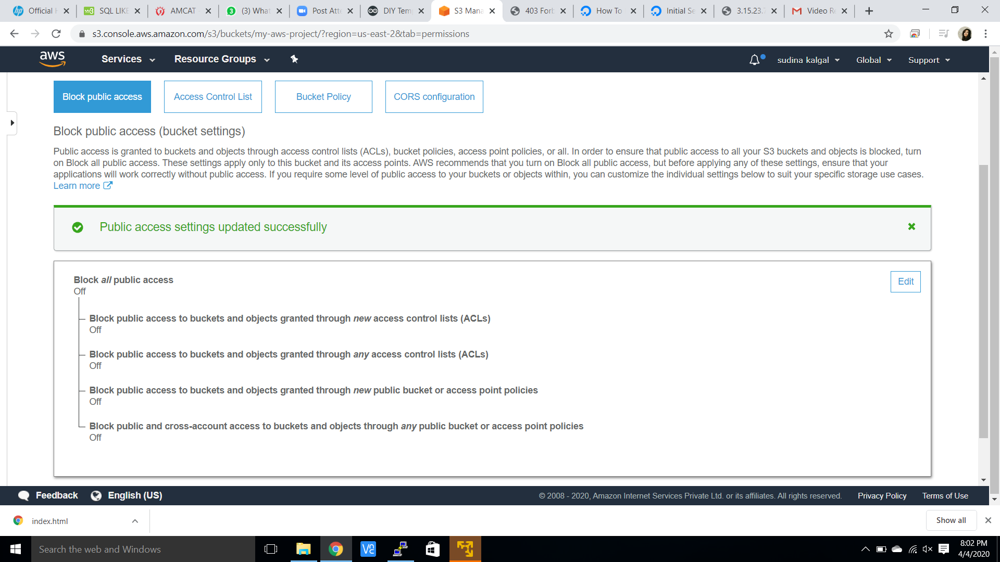 Official
SQL LIKE
AMCAT -
(3) What
Post Atte
DIY Tem
S3 Mana
403 Forb
How To
Initial Se
3.15.23.
Video Re
s3.console.aws.amazon.com/s3/buckets/my-aws-project/?region=us-east-2&tab=permissions
aws
Services
Resource Groups
sudina kalgal
Global
Support
Block public access
Access Control List
Bucket Policy
CORS configuration
Block public access (bucket settings)
Public access is granted to buckets and objects through access control lists (ACLs), bucket policies, access point policies, or all. In order to ensure that public access to all your S3 buckets and objects is blocked, turn
on Block all public access. These settings apply only to this bucket and its access points. AWS recommends that you turn on Block all public access, but before applying any of these settings, ensure that your
applications will work correctly without public access. If you require some level of public access to your buckets or objects within, you can customize the individual settings below to suit your specific storage use cases.
Learn more
Public access settings updated successfully
Block all public access
Off
Edit
Block public access to buckets and objects granted through new access control lists (ACLs)
Off
Block public access to buckets and objects granted through any access control lists (ACLs)
Off
Block public access to buckets and objects granted through new public bucket or access point policies
Off
Block public and cross-account access to buckets and objects through any public bucket or access point policies
Off
Feedback
English (US)
© 2008 - 2020, Amazon Internet Services Private Ltd. or its affiliates. All rights reserved.
Privacy Policy
Terms of Use
index.html
Show all
Search the web and Windows
8:02 PM
4/4/2020